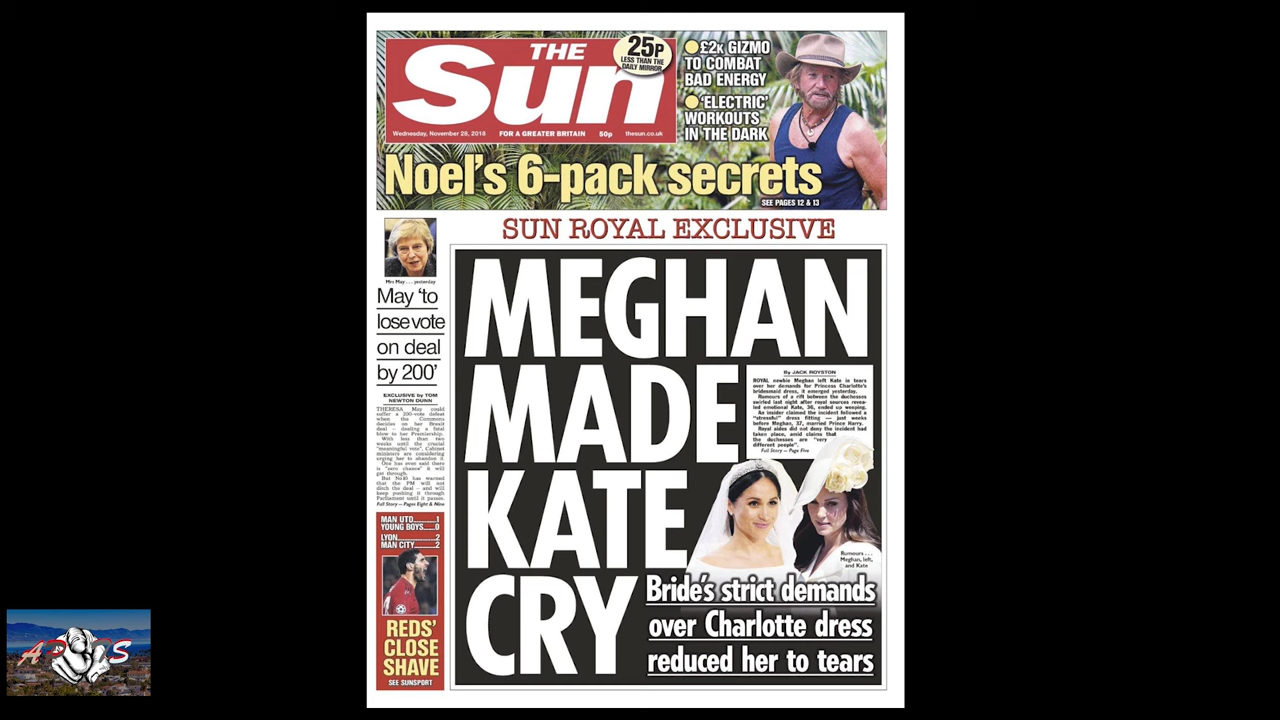 THE
Sun
25P
LESS THAN THE
DAILY MIRROR
Wednesday, November 28, 2018
FOR A GREATER BRITAIN
50p
thesun.co.uk
£2K GIZMO
TO COMBAT
BAD ENERGY
'ELECTRIC'
WORKOUTS
IN THE DARK
Noel's 6-pack secrets
SEE PAGES 12 & 13
SUN ROYAL EXCLUSIVE
Mrs May . . . yesterday
May 'to
lose vote
on deal
by 200'
EXCLUSIVE by TOM
NEWTON DUNN
THERESA May could
suffer a 200-vote defeat
when the Commons
decides on her Brexit
deal — dealing a fatal
blow to her Premiership.
With less than two
weeks until the crucial
"meaningful vote", Cabinet
ministers are considering
urging her to abandon it.
One has even said there
is "zero chance" it will
get through.
But No10 has warned
that the PM will not
ditch the deal — and will
keep pushing it through
Parliament until it passes.
Full Story — Pages Eight & Nine
MAN UTD........1
YOUNG BOYS....0
LYON..........2
MAN CITY.......2
REDS'
CLOSE
SHAVE
SEE SUNSPORT
MEGHAN
MADE
KATE
CRY
By JACK ROYSTON
ROYAL newbie Meghan left Kate in tears
over her demands for Princess Charlotte's
bridesmaid dress, it emerged yesterday.
Rumours of a rift between the duchesses
swirled last night after royal sources revea-
led emotional Kate, 36, ended up weeping.
An insider claimed the incident followed a
"stressful" dress fitting — just weeks
before Meghan, 37, married Prince Harry.
Royal aides did not deny the incident had
taken place, amid claims that
the duchesses are "very
different people".
Full Story — Page Five
Rumours . . .
Meghan, left,
and Kate
Bride's strict demands
over Charlotte dress
reduced her to tears